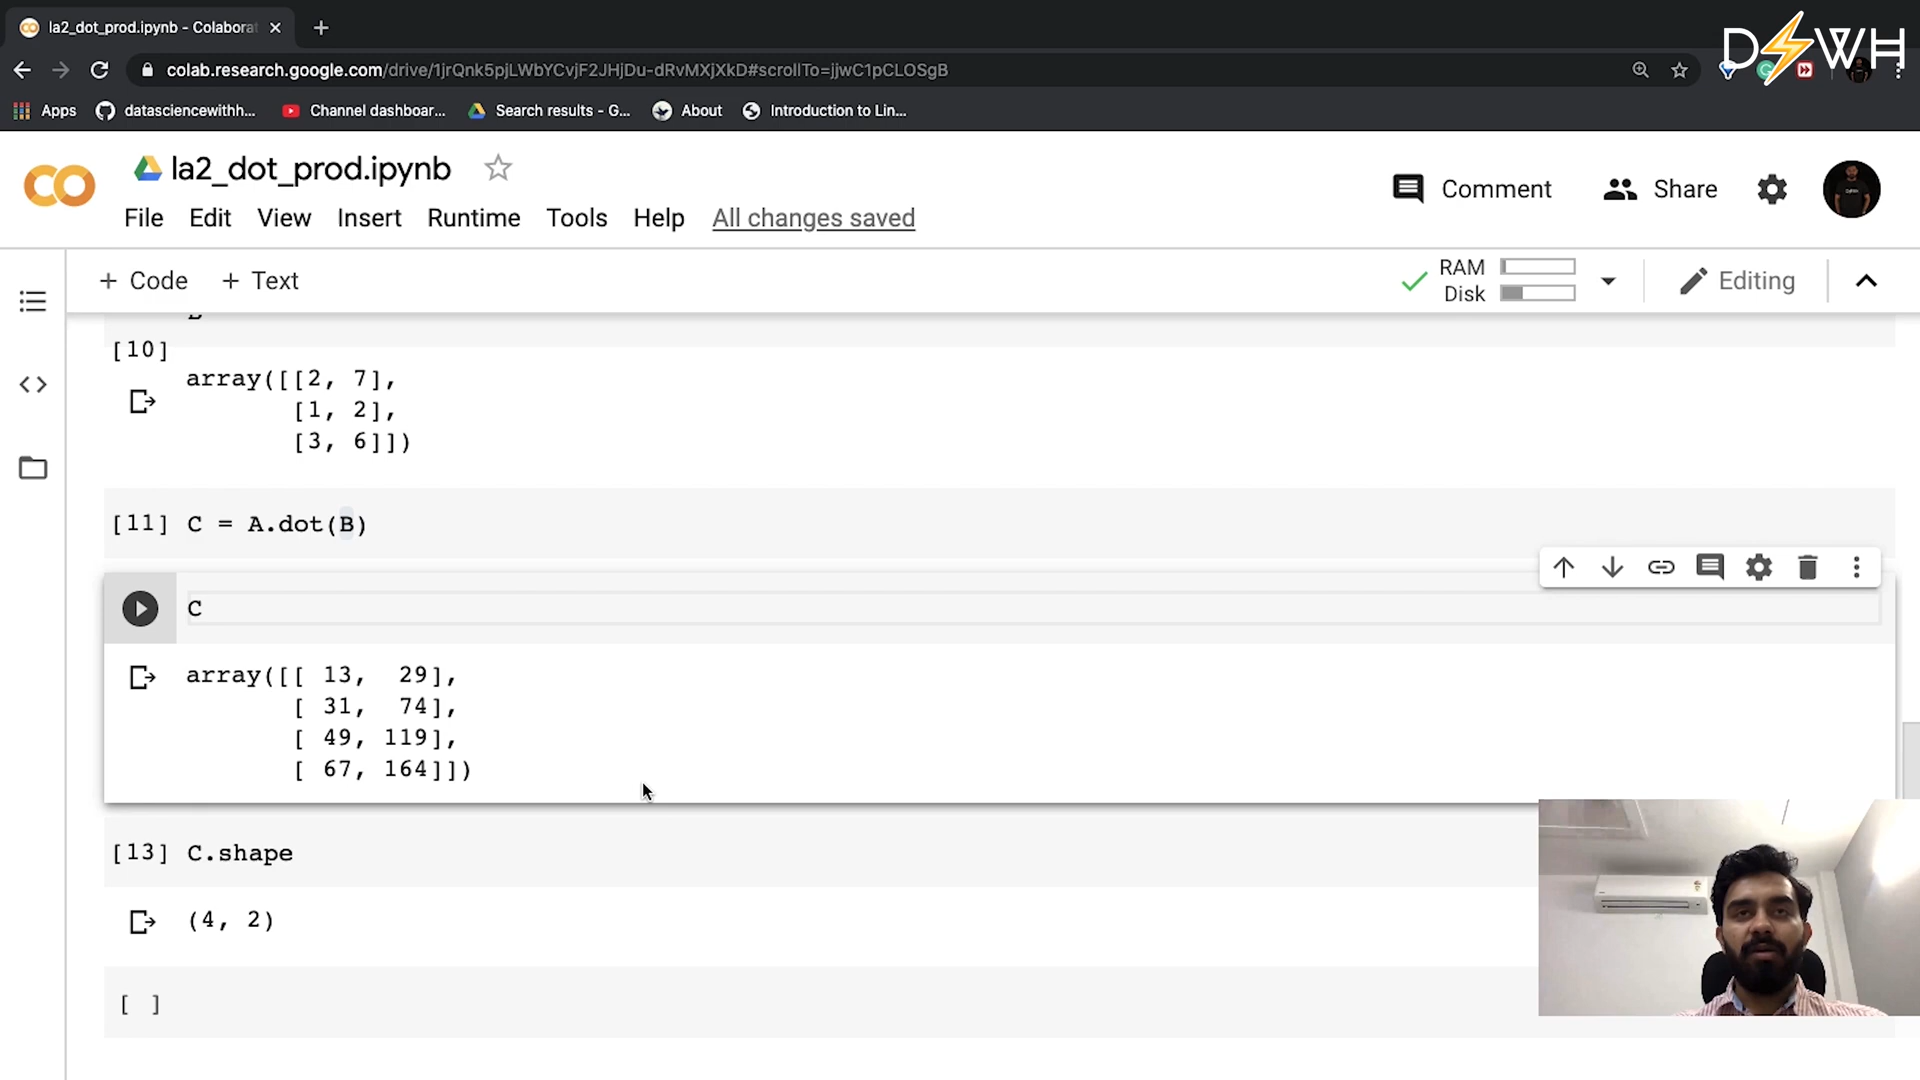 la2_dot_prod.ipynb - Colaborat
D⚡WH
colab.research.google.com/drive/1jrQnk5pjLWbYCvjF2JHjDu-dRvMXjXkD#scrollTo=jjwC1pCLOSgB
Apps datasciencewithh... Channel dashboar... Search results - G... About Introduction to Lin...
la2_dot_prod.ipynb
Comment Share
File Edit View Insert Runtime Tools Help All changes saved
+ Code + Text
RAM
Disk
Editing
[10]
array([[2, 7],
[1, 2],
[3, 6]])
[11] C = A.dot(B)
C
array([[ 13, 29],
[ 31, 74],
[ 49, 119],
[ 67, 164]])
[13] C.shape
(4, 2)
[ ]